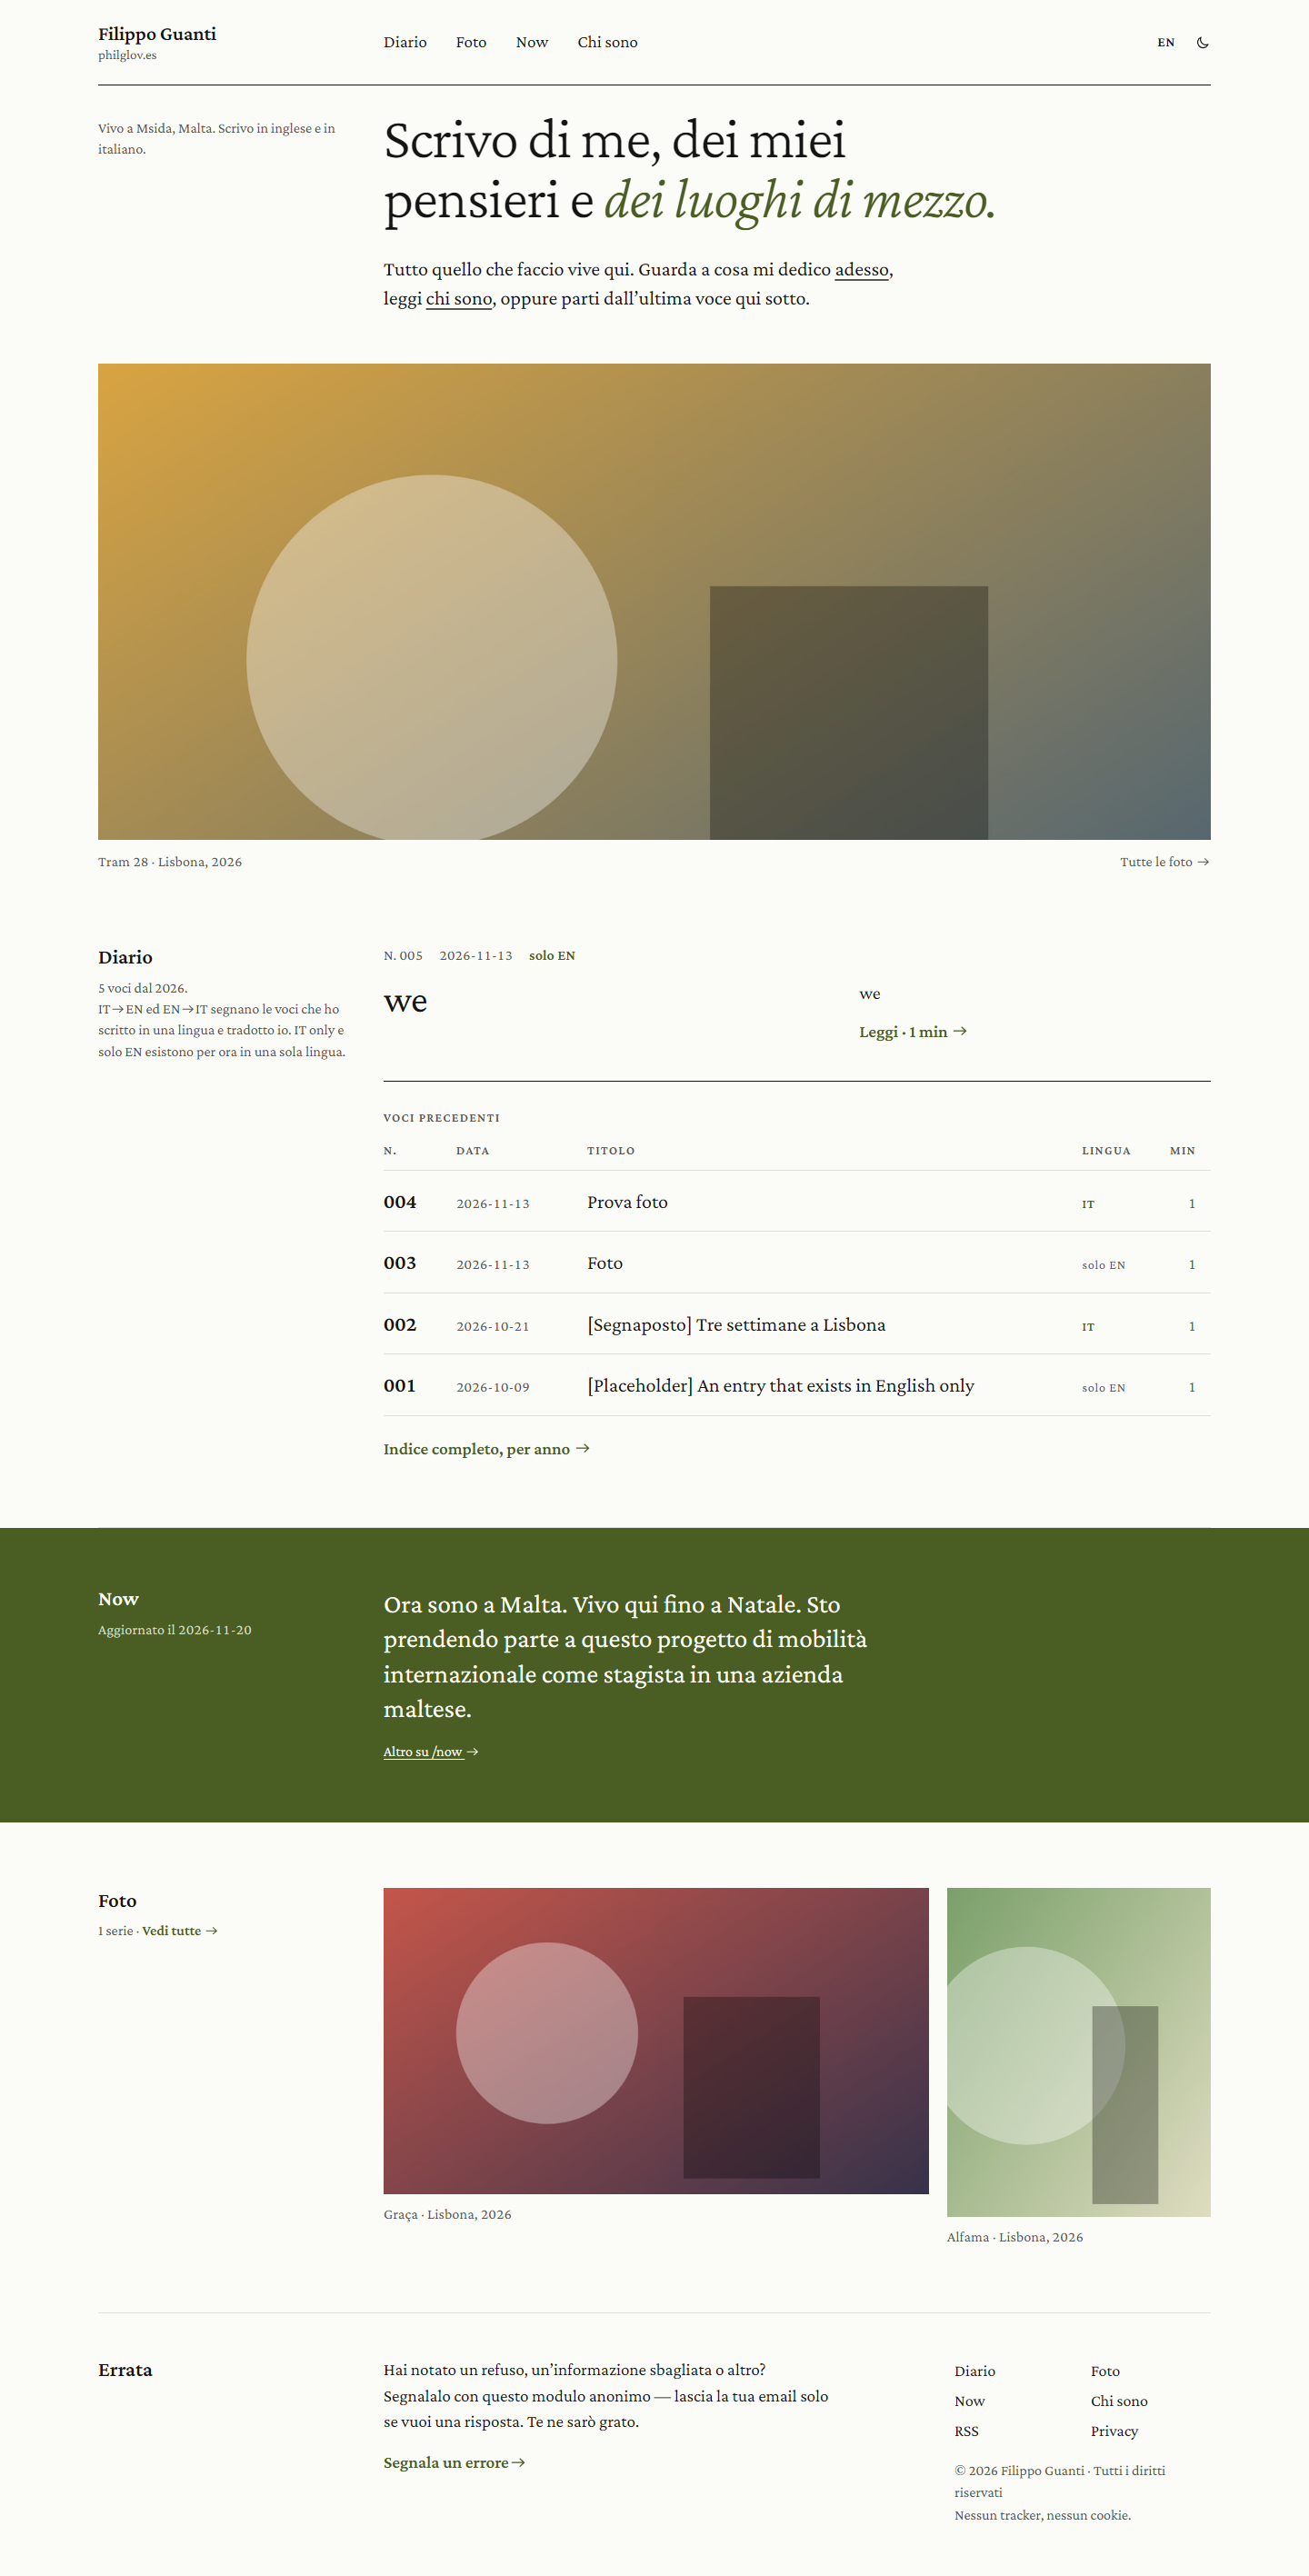 Filippo Guanti
philglov.es
Diario Foto Now Chi sono
EN
Vivo a Msida, Malta. Scrivo in inglese e in
italiano.
Scrivo di me, dei miei
pensieri e dei luoghi di mezzo.
Tutto quello che faccio vive qui. Guarda a cosa mi dedico adesso,
leggi chi sono, oppure parti dall’ultima voce qui sotto.
Tram 28 · Lisbona, 2026
Tutte le foto →
Diario
5 voci dal 2026.
IT→EN ed EN→IT segnano le voci che ho
scritto in una lingua e tradotto io. IT only e
solo EN esistono per ora in una sola lingua.
N. 005 2026-11-13 solo EN
we
we
Leggi · 1 min →
VOCI PRECEDENTI
N. DATA TITOLO LINGUA MIN
004 2026-11-13 Prova foto IT 1
003 2026-11-13 Foto solo EN 1
002 2026-10-21 [Segnaposto] Tre settimane a Lisbona IT 1
001 2026-10-09 [Placeholder] An entry that exists in English only solo EN 1
Indice completo, per anno →
Now
Aggiornato il 2026-11-20
Ora sono a Malta. Vivo qui fino a Natale. Sto
prendendo parte a questo progetto di mobilità
internazionale come stagista in una azienda
maltese.
Altro su /now →
Foto
1 serie · Vedi tutte →
Graça · Lisbona, 2026
Alfama · Lisbona, 2026
Errata
Hai notato un refuso, un’informazione sbagliata o altro?
Segnalalo con questo modulo anonimo — lascia la tua email solo
se vuoi una risposta. Te ne sarò grato.
Segnala un errore →
Diario Foto
Now Chi sono
RSS Privacy
© 2026 Filippo Guanti · Tutti i diritti
riservati
Nessun tracker, nessun cookie.